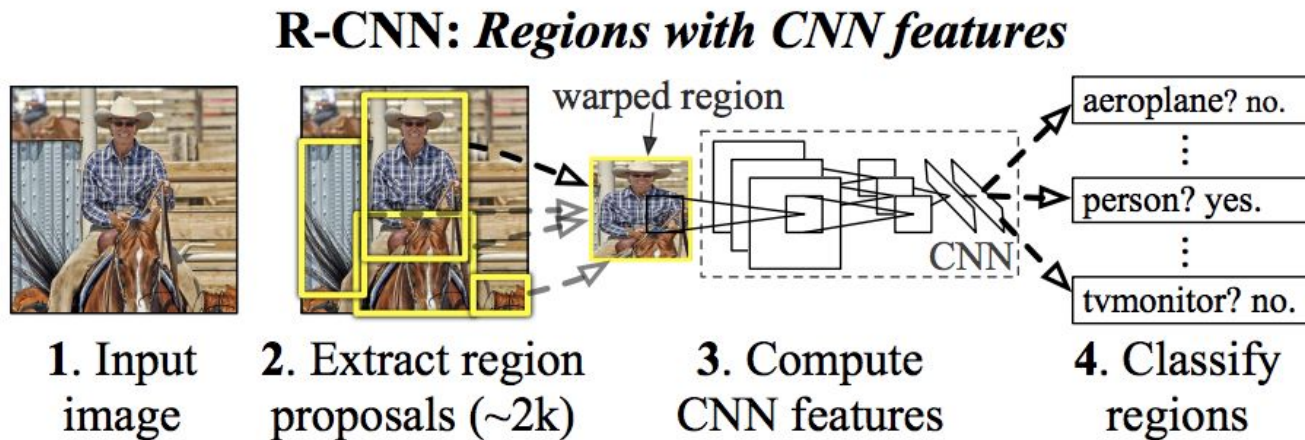 R-CNN: Regions with CNN features
warped region
aeroplane? no.
⋮
person? yes.
⋮
tvmonitor? no.
CNN
1. Input
image
2. Extract region
proposals (~2k)
3. Compute
CNN features
4. Classify
regions